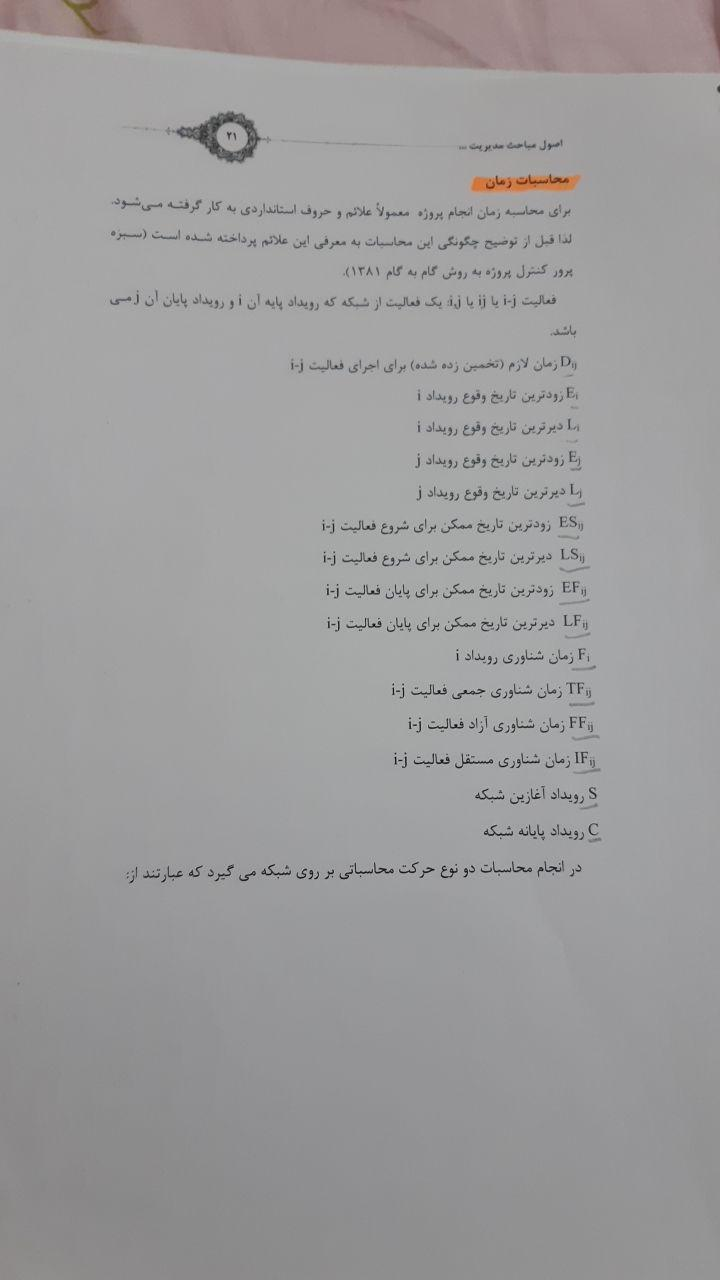 اصول مباحث مدیریت ...
۲۱
محاسبات زمان
برای محاسبه زمان انجام پروژه معمولاً علائم و حروف استانداردی به کار گرفته می‌شود.
لذا قبل از توضیح چگونگی این محاسبات به معرفی این علائم پرداخته شده است (سبزه
پرور کنترل پروژه به روش گام به گام ۱۳۸۱).
فعالیت i-j یا ij یا i,j: یک فعالیت از شبکه که رویداد پایه آن i و رویداد پایان آن j می
باشد.
Dij زمان لازم (تخمین زده شده) برای اجرای فعالیت i-j
Ei زودترین تاریخ وقوع رویداد i
Li دیرترین تاریخ وقوع رویداد i
Ej زودترین تاریخ وقوع رویداد j
Lj دیرترین تاریخ وقوع رویداد j
ESij زودترین تاریخ ممکن برای شروع فعالیت i-j
LSij دیرترین تاریخ ممکن برای شروع فعالیت i-j
EFij زودترین تاریخ ممکن برای پایان فعالیت i-j
LFij دیرترین تاریخ ممکن برای پایان فعالیت i-j
Fi زمان شناوری رویداد i
TFij زمان شناوری جمعی فعالیت i-j
FFij زمان شناوری آزاد فعالیت i-j
IFij زمان شناوری مستقل فعالیت i-j
S رویداد آغازین شبکه
C رویداد پایانه شبکه
در انجام محاسبات دو نوع حرکت محاسباتی بر روی شبکه می گیرد که عبارتند از: